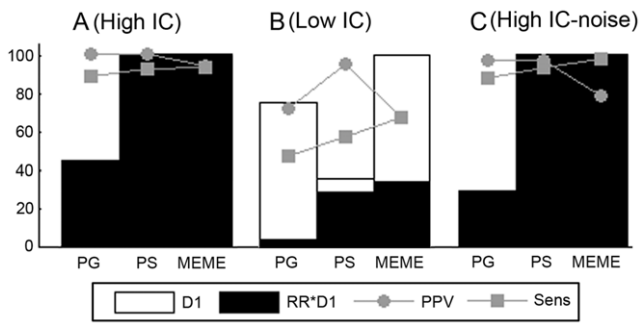 A (High IC) B (Low IC) C (High IC-noise)
100
80
60
40
20
0
PG PS MEME PG PS MEME PG PS MEME
D1 RR*D1 PPV Sens